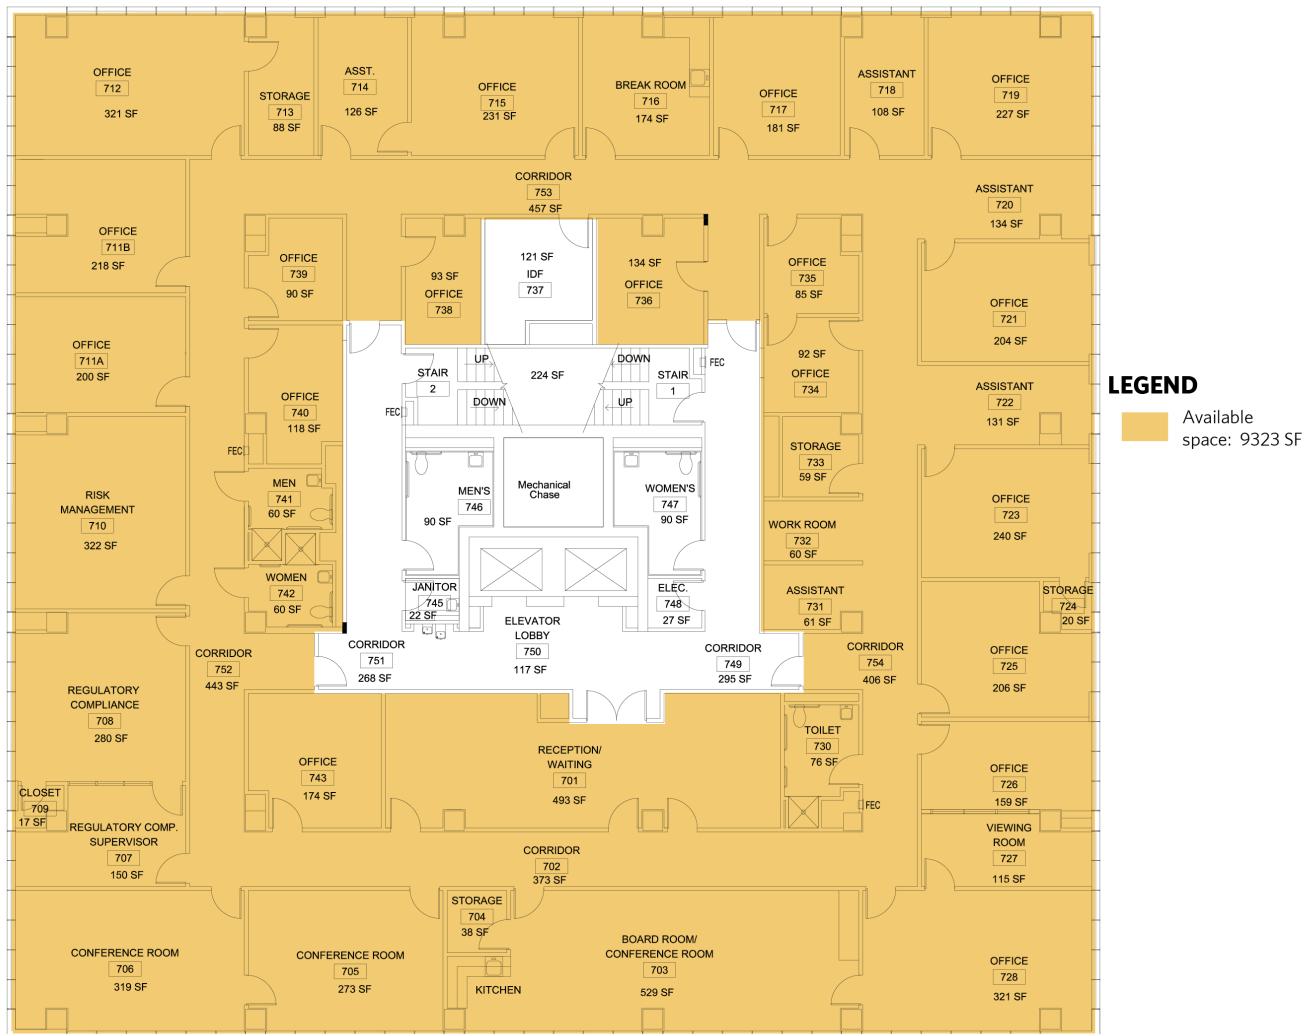 OFFICE
712
321 SF
STORAGE
713
88 SF
ASST.
714
126 SF
OFFICE
715
231 SF
BREAK ROOM
716
174 SF
OFFICE
717
181 SF
ASSISTANT
718
108 SF
OFFICE
719
227 SF
CORRIDOR
753
457 SF
ASSISTANT
720
134 SF
OFFICE
711B
218 SF
OFFICE
739
90 SF
93 SF
OFFICE
738
121 SF
IDF
737
134 SF
OFFICE
736
OFFICE
735
85 SF
OFFICE
721
204 SF
OFFICE
711A
200 SF
OFFICE
740
118 SF
FEC
STAIR
2
UP
DOWN
FEC
224 SF
DOWN
UP
STAIR
1
FEC
92 SF
OFFICE
734
ASSISTANT
722
131 SF
LEGEND
Available
space: 9323 SF
RISK
MANAGEMENT
710
322 SF
MEN
741
60 SF
MEN'S
746
90 SF
Mechanical
Chase
WOMEN'S
747
90 SF
STORAGE
733
59 SF
OFFICE
723
240 SF
WORK ROOM
732
60 SF
WOMEN
742
60 SF
JANITOR
745
22 SF
ELEC.
748
27 SF
ASSISTANT
731
61 SF
STORAGE
724
20 SF
CORRIDOR
752
443 SF
CORRIDOR
751
268 SF
ELEVATOR
LOBBY
750
117 SF
CORRIDOR
749
295 SF
CORRIDOR
754
406 SF
OFFICE
725
206 SF
REGULATORY
COMPLIANCE
708
280 SF
OFFICE
743
174 SF
RECEPTION/
WAITING
701
493 SF
TOILET
730
76 SF
FEC
OFFICE
726
159 SF
CLOSET
709
17 SF
REGULATORY COMP.
SUPERVISOR
707
150 SF
CORRIDOR
702
373 SF
VIEWING
ROOM
727
115 SF
CONFERENCE ROOM
706
319 SF
CONFERENCE ROOM
705
273 SF
STORAGE
704
38 SF
KITCHEN
BOARD ROOM/
CONFERENCE ROOM
703
529 SF
OFFICE
728
321 SF